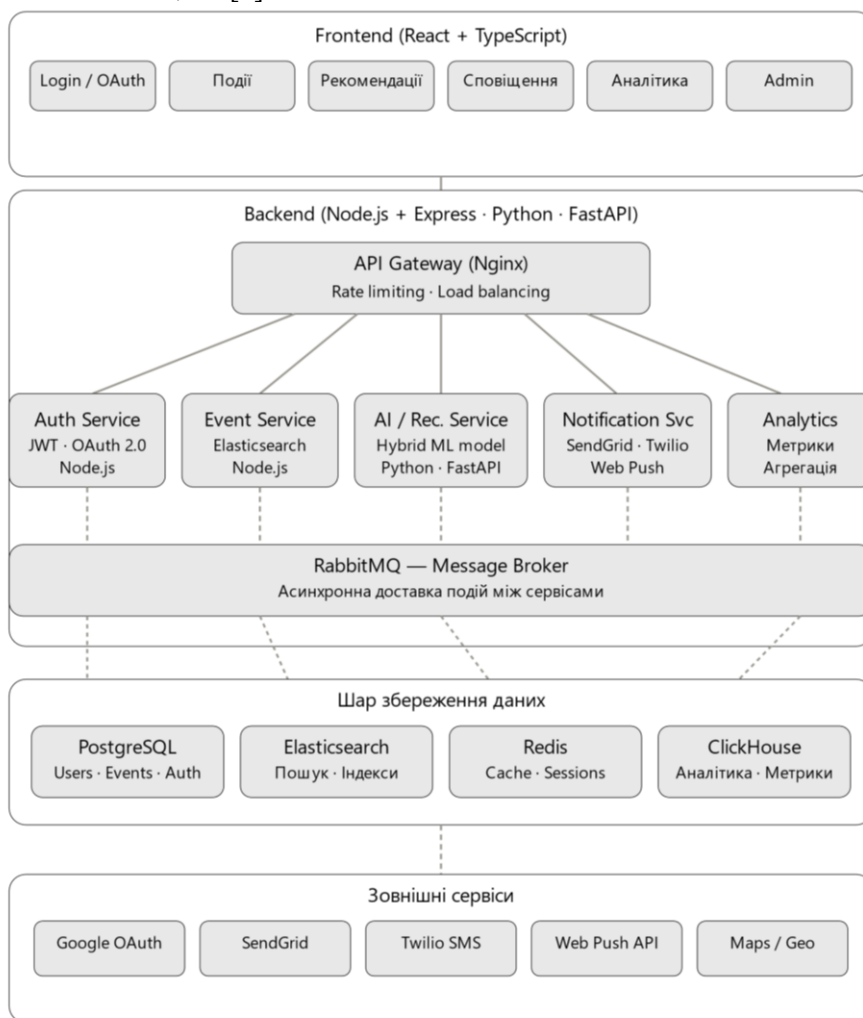 Frontend (React + TypeScript)
Login / OAuth
Події
Рекомендації
Сповіщення
Аналітика
Admin
Backend (Node.js + Express · Python · FastAPI)
API Gateway (Nginx)
Rate limiting · Load balancing
Auth Service
JWT · OAuth 2.0
Node.js
Event Service
Elasticsearch
Node.js
AI / Rec. Service
Hybrid ML model
Python · FastAPI
Notification Svc
SendGrid · Twilio
Web Push
Analytics
Метрики
Агрегація
RabbitMQ — Message Broker
Асинхронна доставка подій між сервісами
Шар збереження даних
PostgreSQL
Users · Events · Auth
Elasticsearch
Пошук · Індекси
Redis
Cache · Sessions
ClickHouse
Аналітика · Метрики
Зовнішні сервіси
Google OAuth
SendGrid
Twilio SMS
Web Push API
Maps / Geo